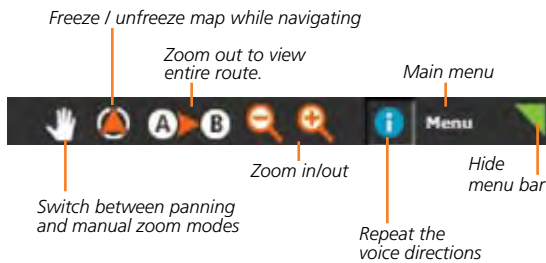 Freeze / unfreeze map while navigating
Zoom out to view
entire route.
Main menu
A B i Menu
Zoom in/out
Hide
menu bar
Switch between panning
and manual zoom modes
Repeat the
voice directions